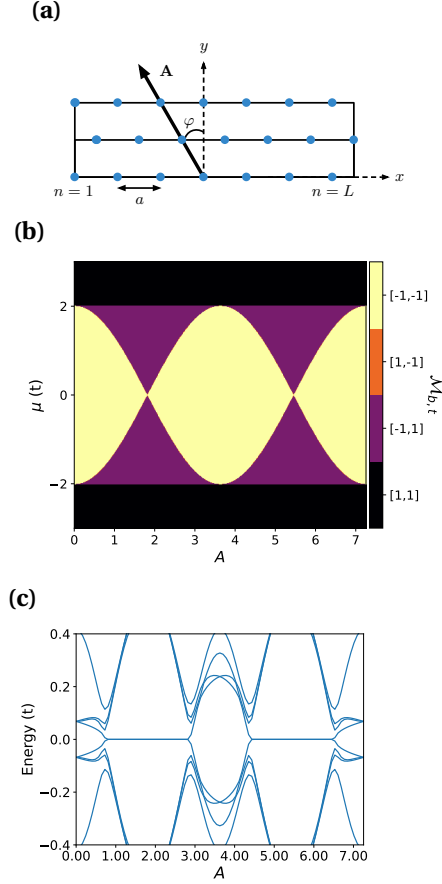 (a)
y
A
φ
x
n = 1
a
n = L
(b)
2
0
−2
μ (t)
0 1 2 3 4 5 6 7
A
[-1,-1]
[1,-1]
[-1,1]
[1,1]
ℳb,t
(c)
0.4
0.2
0.0
−0.2
−0.4
Energy (t)
0.00 1.00 2.00 3.00 4.00 5.00 6.00 7.00
A